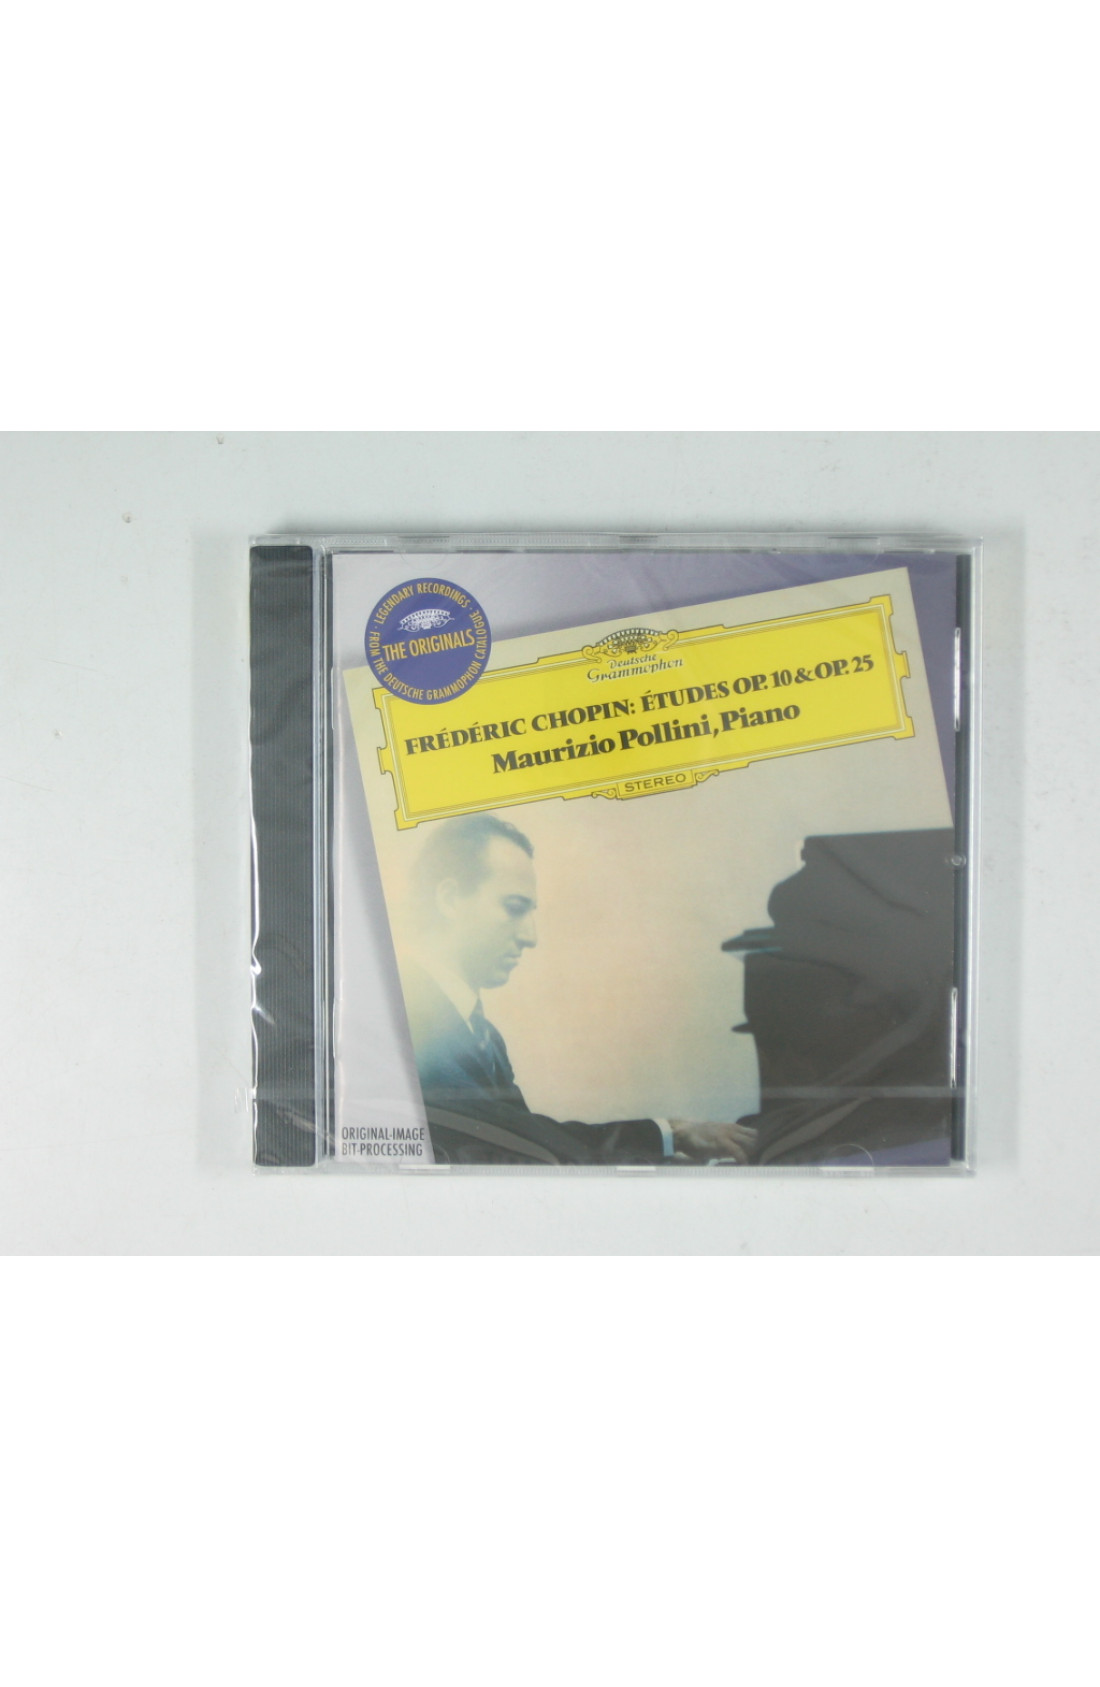 LEGENDARY RECORDINGS ·
THE ORIGINALS
· FROM THE DEUTSCHE GRAMMOPHON CATALOGUE
Deutsche
Grammophon
FRÉDÉRIC CHOPIN: ÉTUDES OP. 10 & OP. 25
Maurizio Pollini, Piano
STEREO
ORIGINAL-IMAGE
BIT-PROCESSING